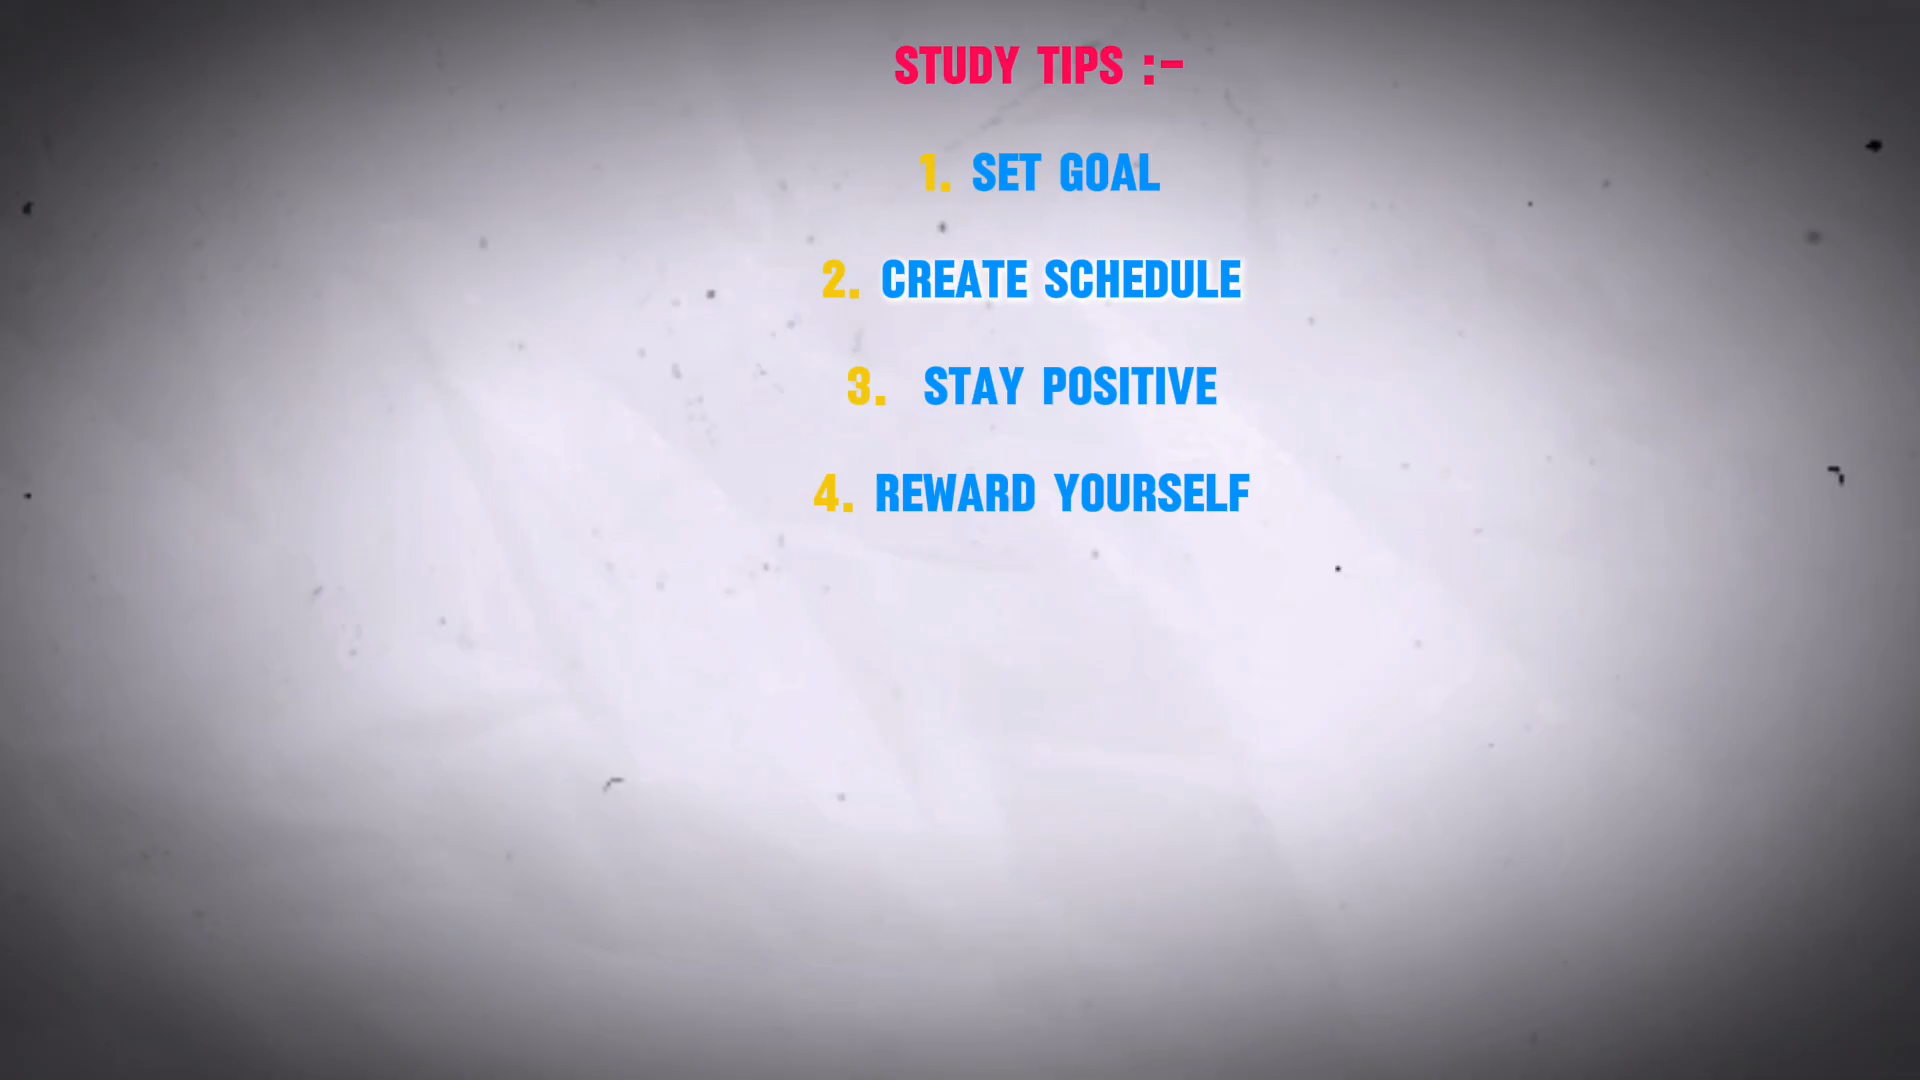 STUDY TIPS :-
1. SET GOAL
2. CREATE SCHEDULE
3. STAY POSITIVE
4. REWARD YOURSELF